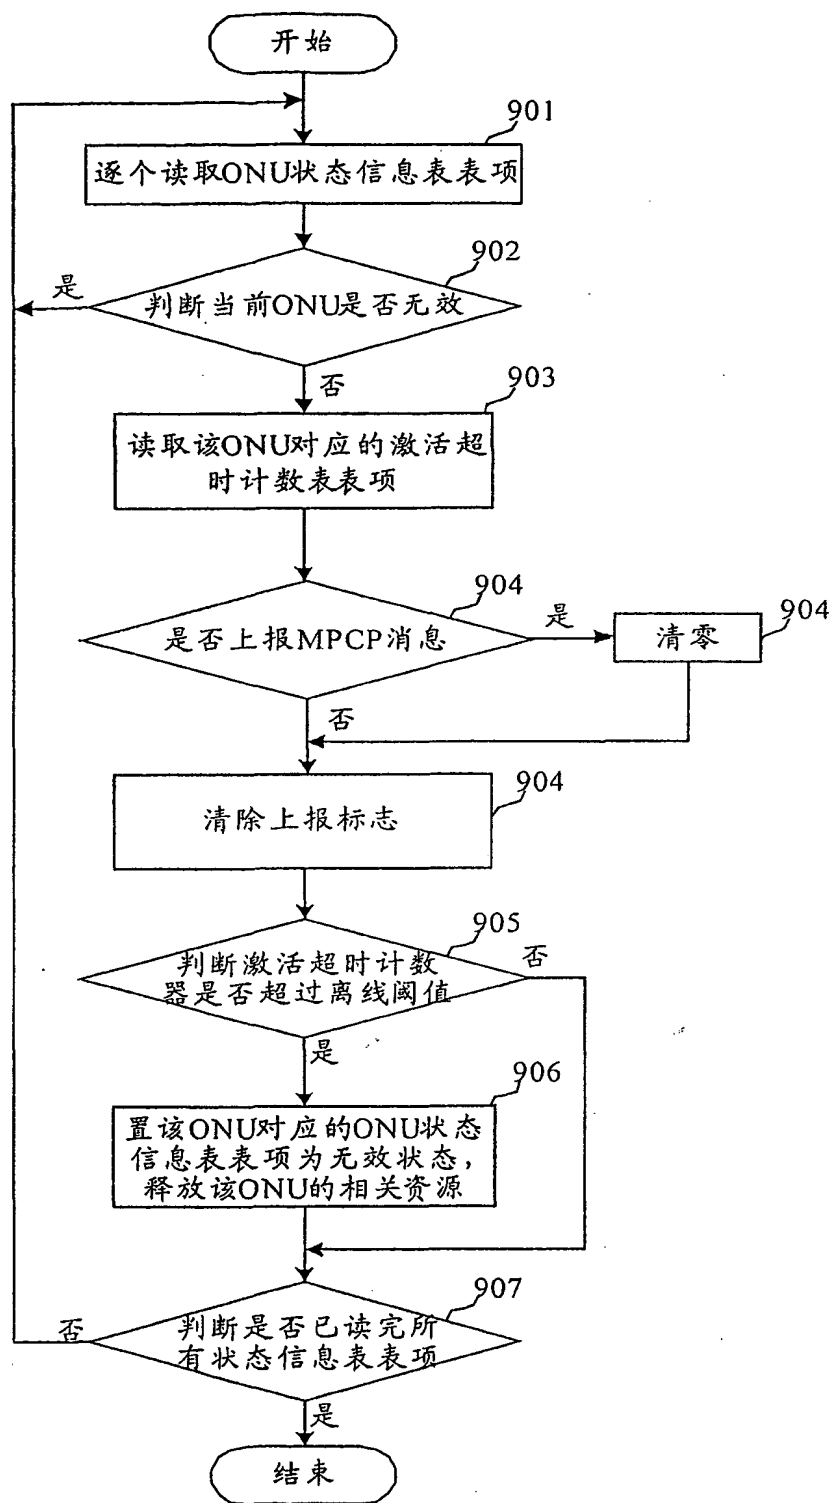 开始
901
逐个读取ONU状态信息表表项
902
是
判断当前ONU是否无效
否
903
读取该ONU对应的激活超
时计数表表项
904
是否上报MPCP消息
是
904
清零
否
904
清除上报标志
905
判断激活超时计数
器是否超过离线阈值
否
是
906
置该ONU对应的ONU状态
信息表表项为无效状态，
释放该ONU的相关资源
907
否
判断是否已读完所
有状态信息表表项
是
结束